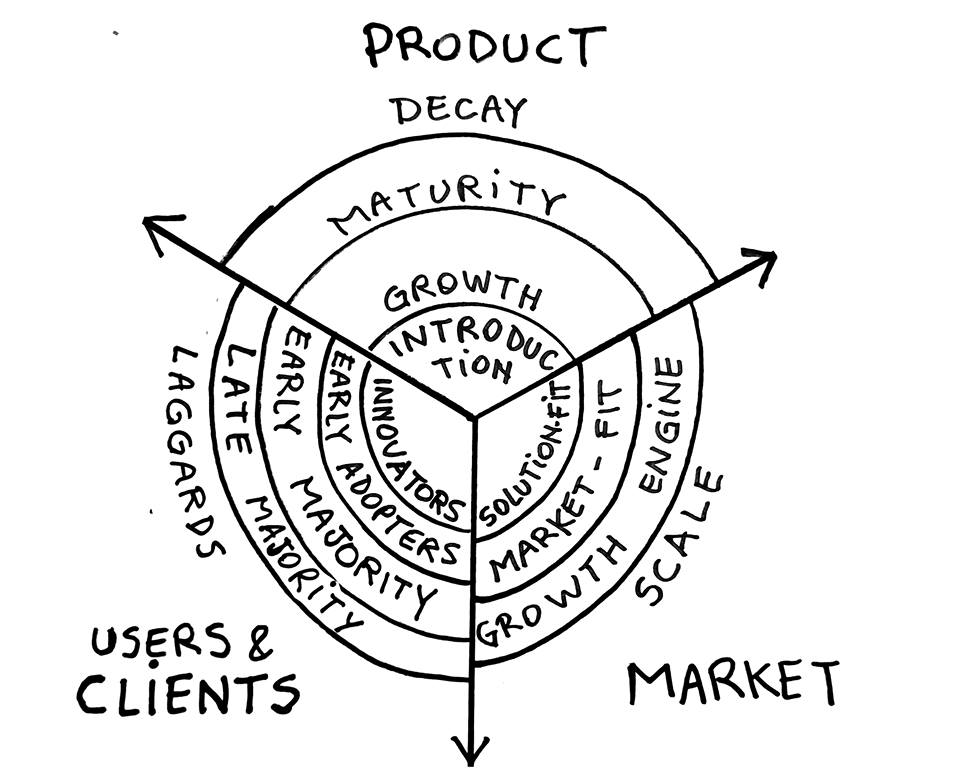 PRODUCT
DECAY
MATURITY
GROWTH
INTRODUC
TION
INNOVATORS
EARLY ADOPTERS
EARLY MAJORITY
LATE MAJORITY
LAGGARDS
USERS &
CLIENTS
SOLUTION-FIT
MARKET-FIT
GROWTH ENGINE
SCALE
MARKET